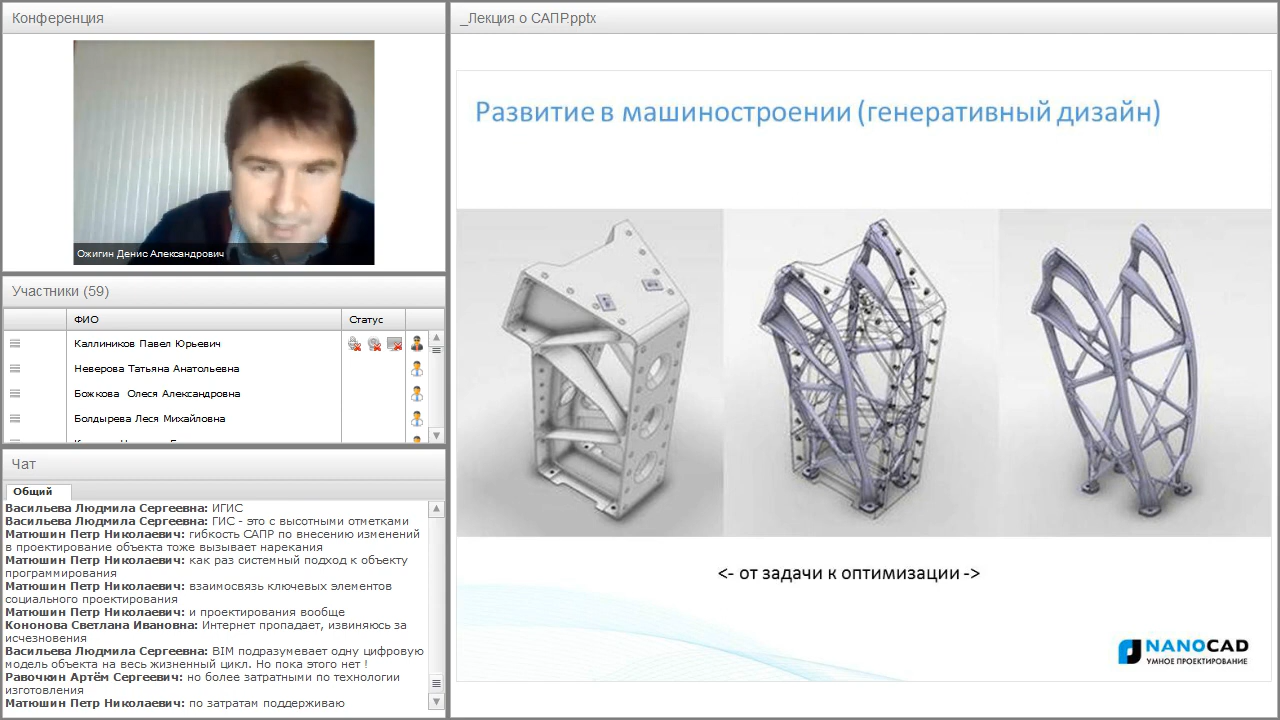 Конференция
Ожигин Денис Александрович
Участники (59)
ФИО Статус
Каллиников Павел Юрьевич
Неверова Татьяна Анатольевна
Божкова Олеся Александровна
Болдырева Леся Михайловна
Чат
Общий
Васильева Людмила Сергеевна: ИГИС
Васильева Людмила Сергеевна: ГИС - это с высотными отметками
Матюшин Петр Николаевич: гибкость САПР по внесению изменений
в проектирование объекта тоже вызывает нарекания
Матюшин Петр Николаевич: как раз системный подход к объекту
программирования
Матюшин Петр Николаевич: взаимосвязь ключевых элементов
социального проектирования
Матюшин Петр Николаевич: и проектирования вообще
Кононова Светлана Ивановна: Интернет пропадает, извиняюсь за
исчезновения
Васильева Людмила Сергеевна: BIM подразумевает одну цифровую
модель объекта на весь жизненный цикл. Но пока этого нет !
Равочкин Артём Сергеевич: но более затратными по технологии
изготовления
Матюшин Петр Николаевич: по затратам поддерживаю
_Лекция о САПР.pptx
Развитие в машиностроении (генеративный дизайн)
<- от задачи к оптимизации ->
NANOCAD
УМНОЕ ПРОЕКТИРОВАНИЕ